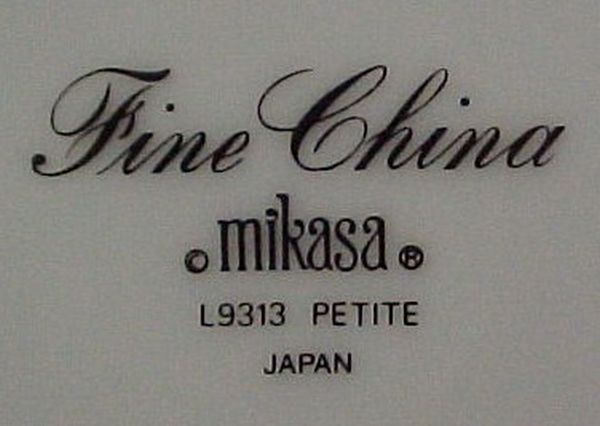 Fine China
© mikasa ®
L9313 PETITE
JAPAN